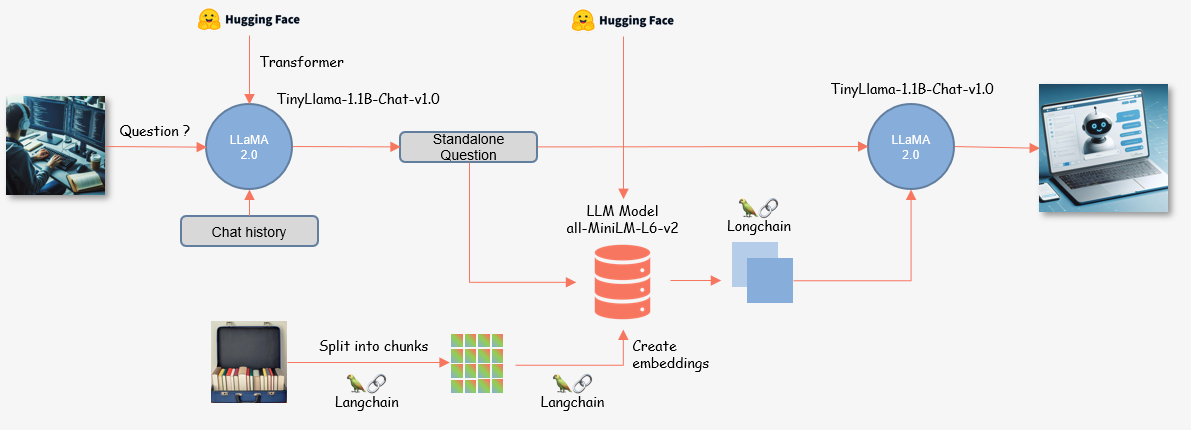 Hugging Face
Hugging Face
Transformer
TinyLlama-1.1B-Chat-v1.0
TinyLlama-1.1B-Chat-v1.0
Question ?
LLaMA
2.0
Standalone
Question
LLaMA
2.0
Chat history
LLM Model
all-MiniLM-L6-v2
Longchain
Split into chunks
Create
embeddings
Langchain
Langchain